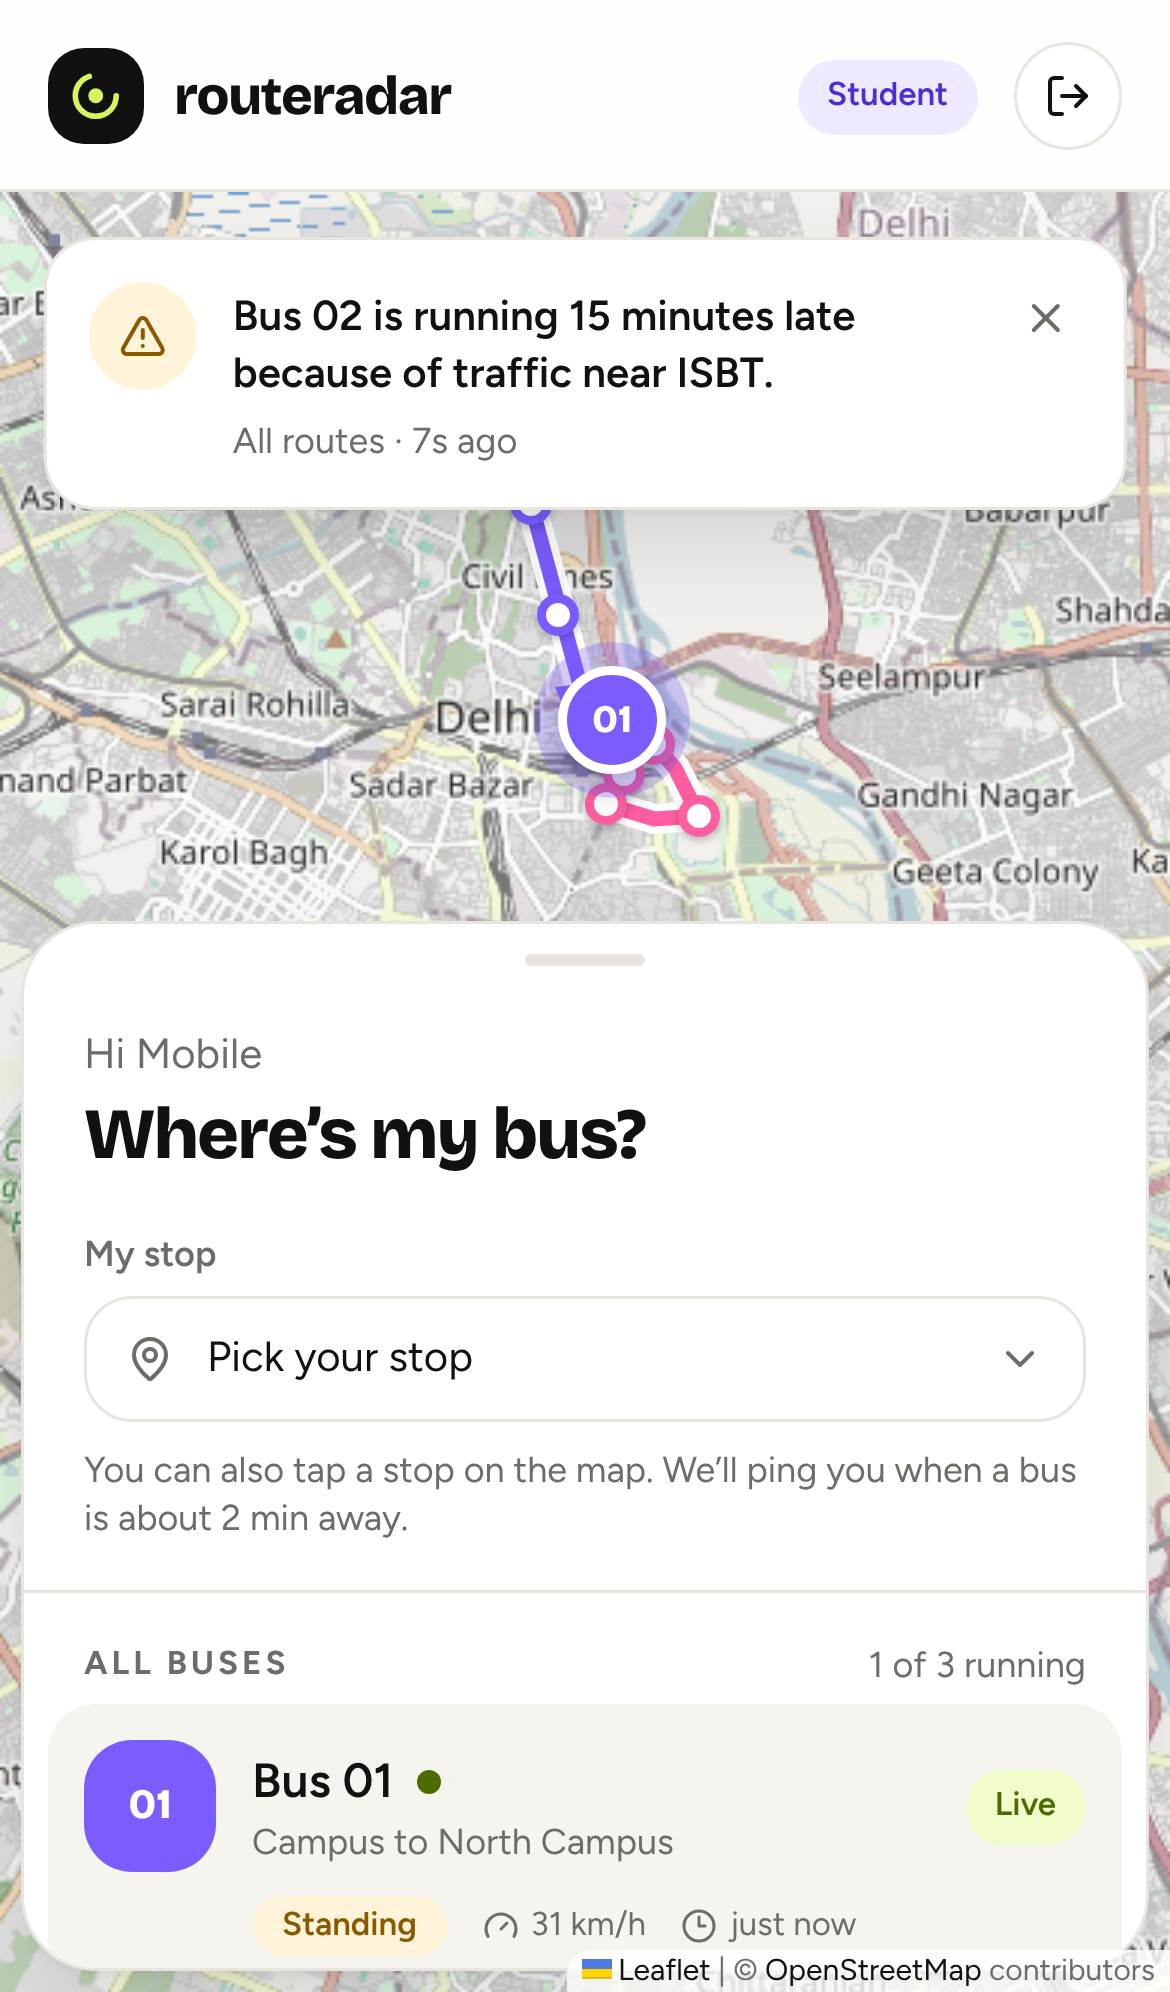 routeradar
Student
Delhi
Bus 02 is running 15 minutes late
because of traffic near ISBT.
All routes · 7s ago
Babarpur
Civil
Shahda
Seelampur
Sarai Rohilla
Delhi
01
nand Parbat
Sadar Bazar
Gandhi Nagar
Karol Bagh
Geeta Colony
Ka
Hi Mobile
Where’s my bus?
My stop
Pick your stop
You can also tap a stop on the map. We’ll ping you when a bus
is about 2 min away.
ALL BUSES
1 of 3 running
01
Bus 01
Live
Campus to North Campus
Standing
31 km/h
just now
Leaflet | © OpenStreetMap contributors